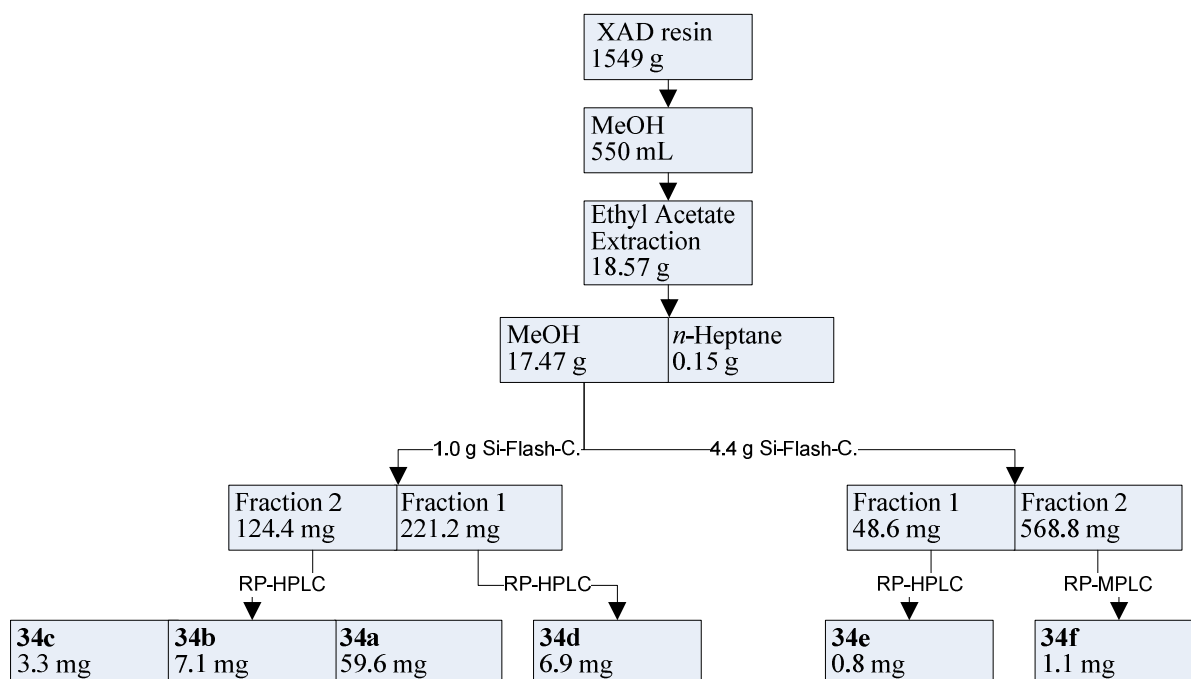 XAD resin
1549 g
MeOH
550 mL
Ethyl Acetate
Extraction
18.57 g
MeOH
17.47 g
n-Heptane
0.15 g
1.0 g Si-Flash-C.
4.4 g Si-Flash-C.
Fraction 2
124.4 mg
Fraction 1
221.2 mg
Fraction 1
48.6 mg
Fraction 2
568.8 mg
RP-HPLC
RP-HPLC
RP-HPLC
RP-MPLC
34c
3.3 mg
34b
7.1 mg
34a
59.6 mg
34d
6.9 mg
34e
0.8 mg
34f
1.1 mg